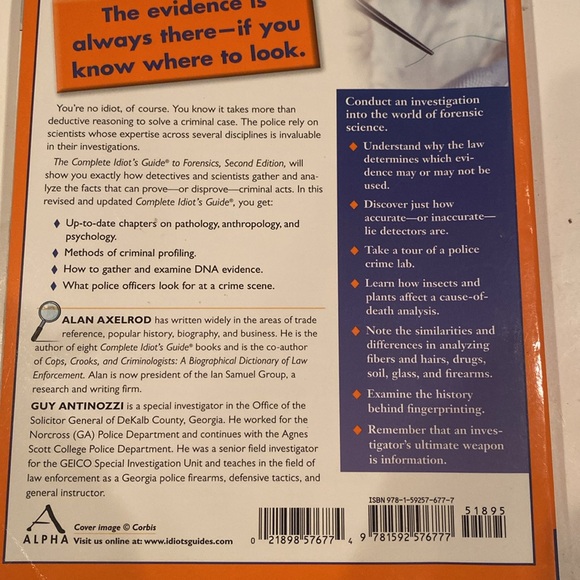 The evidence is
always there—if you
know where to look.
You're no idiot, of course. You know it takes more than
deductive reasoning to solve a criminal case. The police rely on
scientists whose expertise across several disciplines is invaluable
in their investigations.
The Complete Idiot's Guide® to Forensics, Second Edition, will
show you exactly how detectives and scientists gather and ana-
lyze the facts that can prove—or disprove—criminal acts. In this
revised and updated Complete Idiot's Guide®, you get:
♦ Up-to-date chapters on pathology, anthropology, and
psychology.
♦ Methods of criminal profiling.
♦ How to gather and examine DNA evidence.
♦ What police officers look for at a crime scene.
ALAN AXELROD has written widely in the areas of trade
reference, popular history, biography, and business. He is the
author of eight Complete Idiot's Guide® books and is the co-author
of Cops, Crooks, and Criminologists: A Biographical Dictionary of Law
Enforcement. Alan is now president of the Ian Samuel Group, a
research and writing firm.
GUY ANTINOZZI is a special investigator in the Office of the
Solicitor General of DeKalb County, Georgia. He worked for the
Norcross (GA) Police Department and continues with the Agnes
Scott College Police Department. He was a senior field investigator
for the GEICO Special Investigation Unit and teaches in the field of
law enforcement as a Georgia police firearms, defensive tactics, and
general instructor.
Conduct an investigation
into the world of forensic
science.
♦ Understand why the law
determines which evi-
dence may or may not be
used.
♦ Discover just how
accurate—or inaccurate—
lie detectors are.
♦ Take a tour of a police
crime lab.
♦ Learn how insects and
plants affect a cause-of-
death analysis.
♦ Note the similarities and
differences in analyzing
fibers and hairs, drugs,
soil, glass, and firearms.
♦ Examine the history
behind fingerprinting.
♦ Remember that an inves-
tigator's ultimate weapon
is information.
A
ALPHA
Cover image © Corbis
Visit us online at: www.idiotsguides.com
0 21898 57677 4
ISBN 978-1-59257-677-7
9 781592 576777
51895